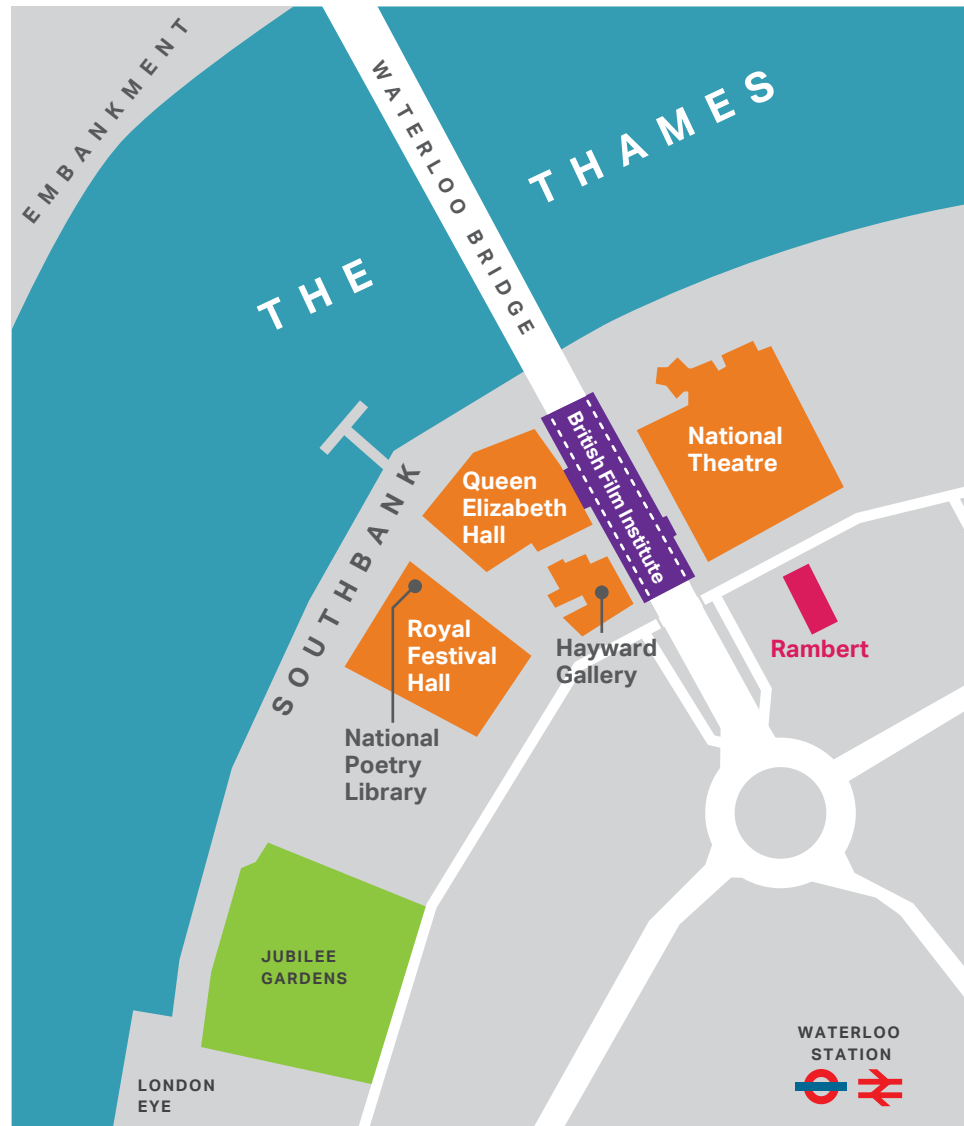 EMBANKMENT
WATERLOO BRIDGE
THE THAMES
British Film Institute
National
Theatre
Queen
Elizabeth
Hall
SOUTHBANK
Royal
Festival
Hall
Hayward
Gallery
Rambert
National
Poetry
Library
JUBILEE
GARDENS
WATERLOO
STATION
LONDON
EYE